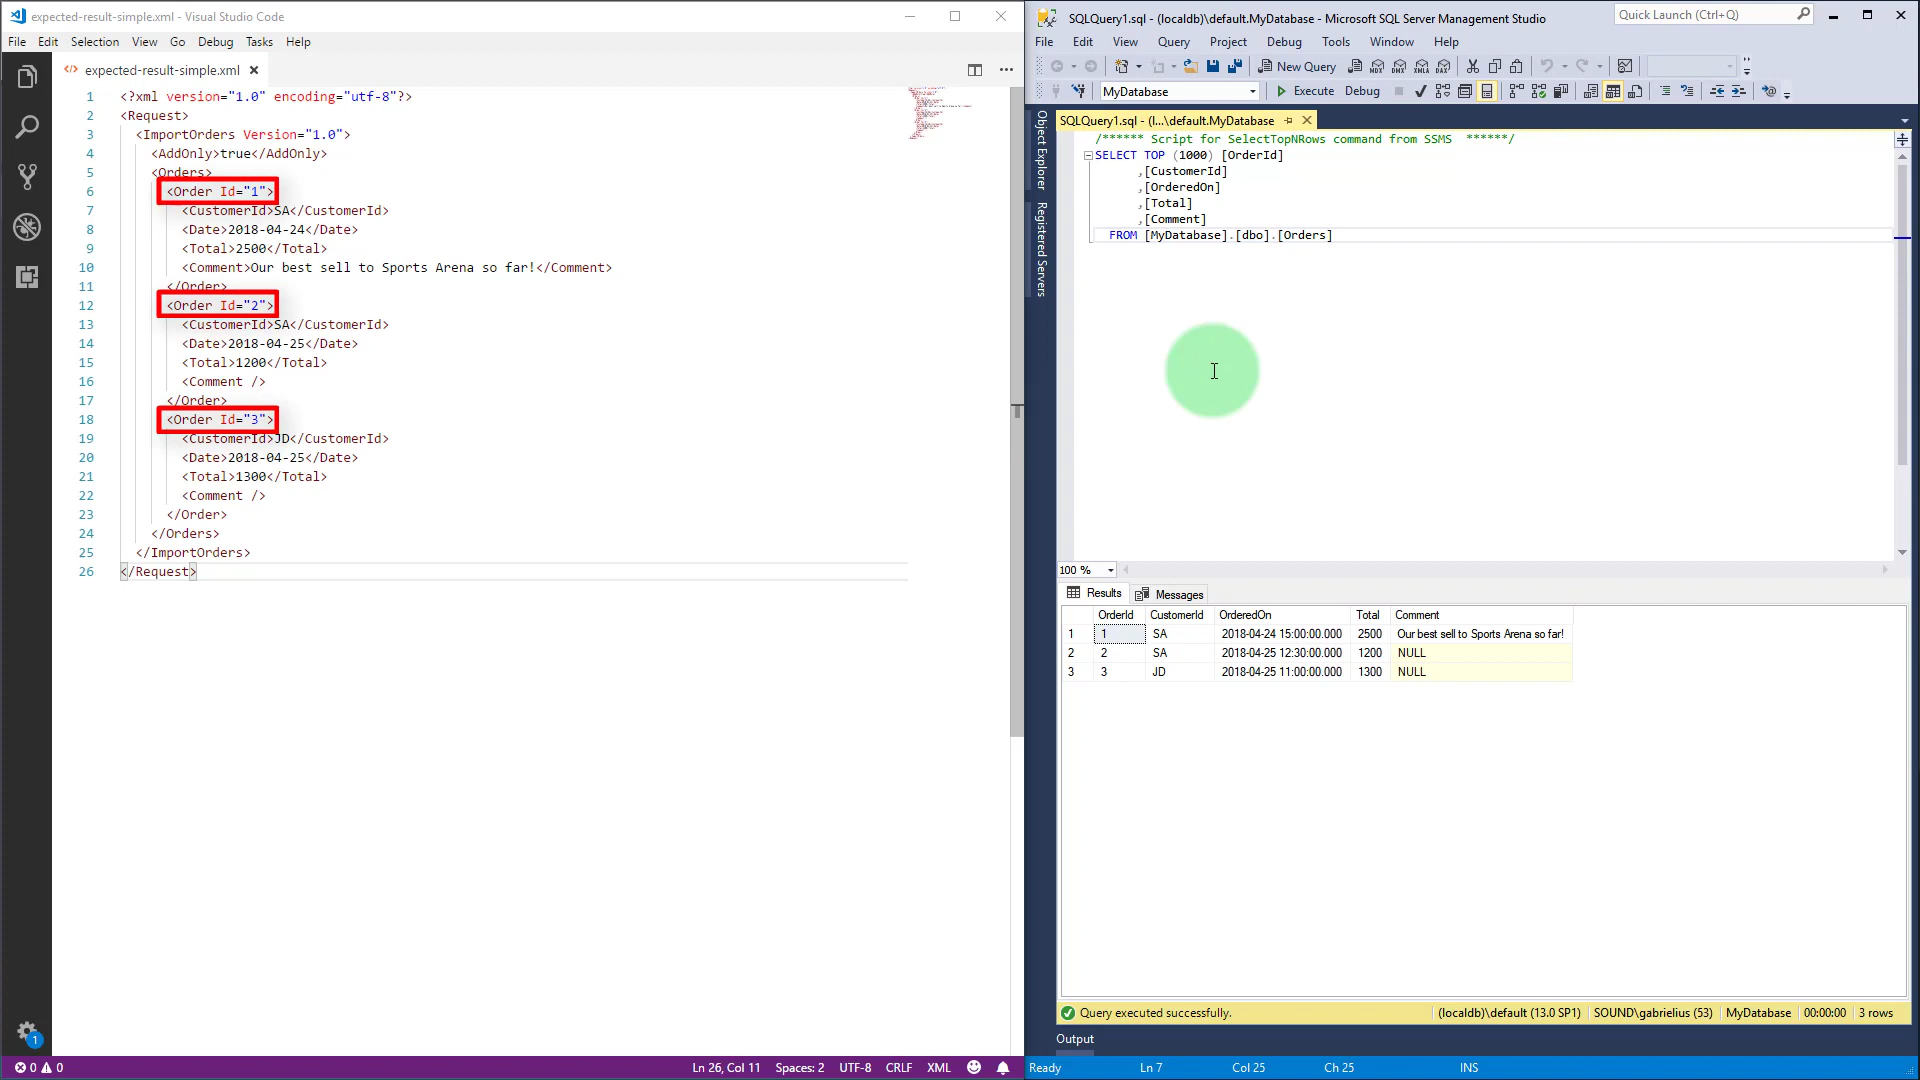 expected-result-simple.xml - Visual Studio Code
File Edit Selection View Go Debug Tasks Help
expected-result-simple.xml
1 <?xml version="1.0" encoding="utf-8"?>
2 <Request>
3 <ImportOrders Version="1.0">
4 <AddOnly>true</AddOnly>
5 <Orders>
6 <Order Id="1">
7 <CustomerId>SA</CustomerId>
8 <Date>2018-04-24</Date>
9 <Total>2500</Total>
10 <Comment>Our best sell to Sports Arena so far!</Comment>
11 </Order>
12 <Order Id="2">
13 <CustomerId>SA</CustomerId>
14 <Date>2018-04-25</Date>
15 <Total>1200</Total>
16 <Comment />
17 </Order>
18 <Order Id="3">
19 <CustomerId>JD</CustomerId>
20 <Date>2018-04-25</Date>
21 <Total>1300</Total>
22 <Comment />
23 </Order>
24 </Orders>
25 </ImportOrders>
26 </Request>
1
0 0
Ln 26, Col 11 Spaces: 2 UTF-8 CRLF XML
SQLQuery1.sql - (localdb)\default.MyDatabase - Microsoft SQL Server Management Studio
Quick Launch (Ctrl+Q)
File Edit View Query Project Debug Tools Window Help
New Query
MDX DMX XMLA DAX
MyDatabase
Execute Debug
Object Explorer
Registered Servers
SQLQuery1.sql - (l...\default.MyDatabase
/****** Script for SelectTopNRows command from SSMS ******/
SELECT TOP (1000) [OrderId]
,[CustomerId]
,[OrderedOn]
,[Total]
,[Comment]
FROM [MyDatabase].[dbo].[Orders]
100 %
Results Messages
OrderId CustomerId OrderedOn Total Comment
1 1 SA 2018-04-24 15:00:00.000 2500 Our best sell to Sports Arena so far!
2 2 SA 2018-04-25 12:30:00.000 1200 NULL
3 3 JD 2018-04-25 11:00:00.000 1300 NULL
Query executed successfully.
(localdb)\default (13.0 SP1) SOUND\gabrielius (53) MyDatabase 00:00:00 3 rows
Output
Ready Ln 7 Col 25 Ch 25 INS